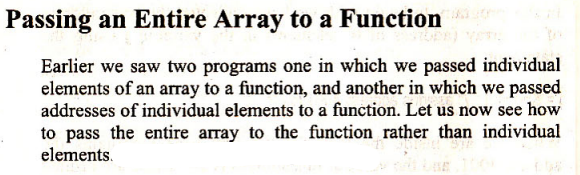 Passing an Entire Array to a Function
Earlier we saw two programs one in which we passed individual
elements of an array to a function, and another in which we passed
addresses of individual elements to a function. Let us now see how
to pass the entire array to the function rather than individual
elements.